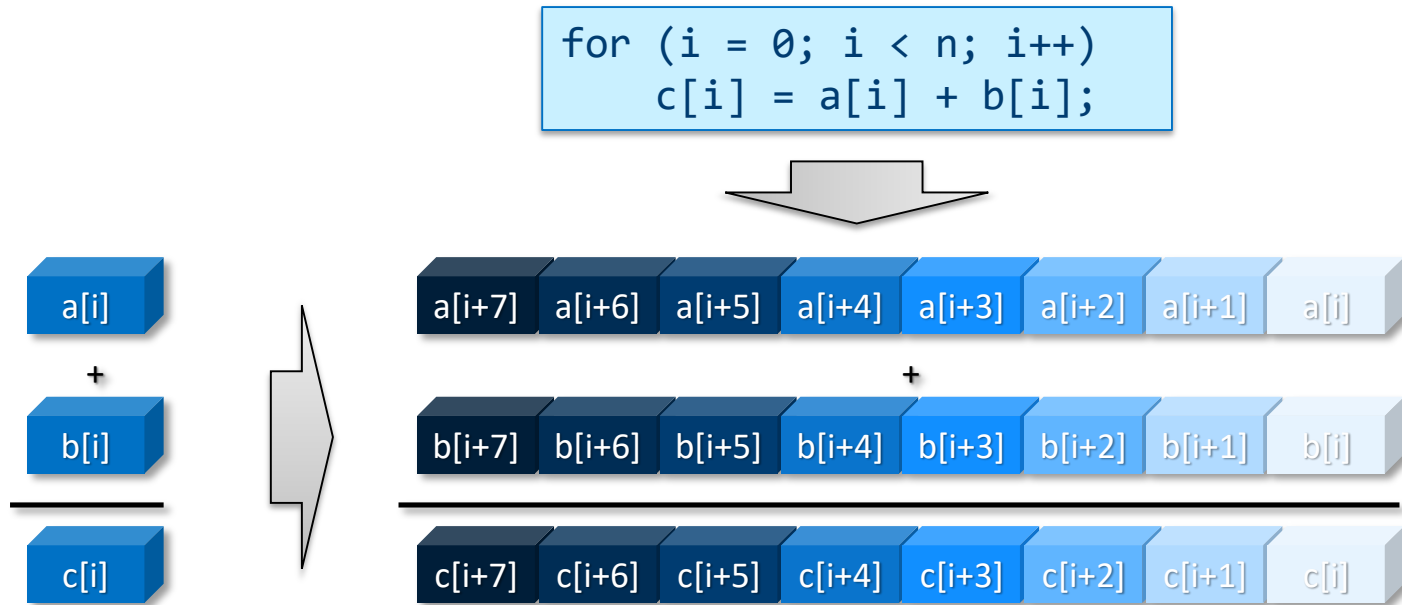 for (i = 0; i < n; i++)
c[i] = a[i] + b[i];
a[i]
+
b[i]
c[i]
a[i+7] a[i+6] a[i+5] a[i+4] a[i+3] a[i+2] a[i+1] a[i]
+
b[i+7] b[i+6] b[i+5] b[i+4] b[i+3] b[i+2] b[i+1] b[i]
c[i+7] c[i+6] c[i+5] c[i+4] c[i+3] c[i+2] c[i+1] c[i]